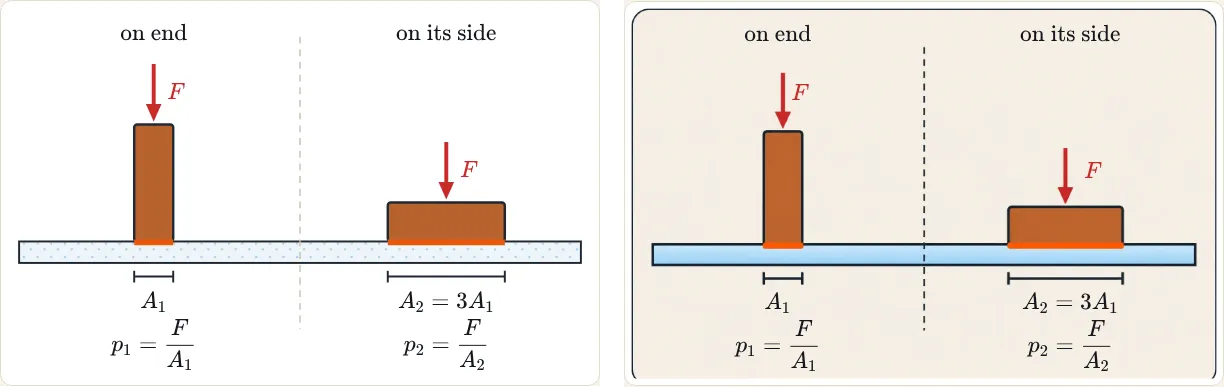 on end
on its side
F
F
A₁
A₂ = 3A₁
p₁ = F/A₁
p₂ = F/A₂
on end
on its side
F
F
A₁
A₂ = 3A₁
p₁ = F/A₁
p₂ = F/A₂